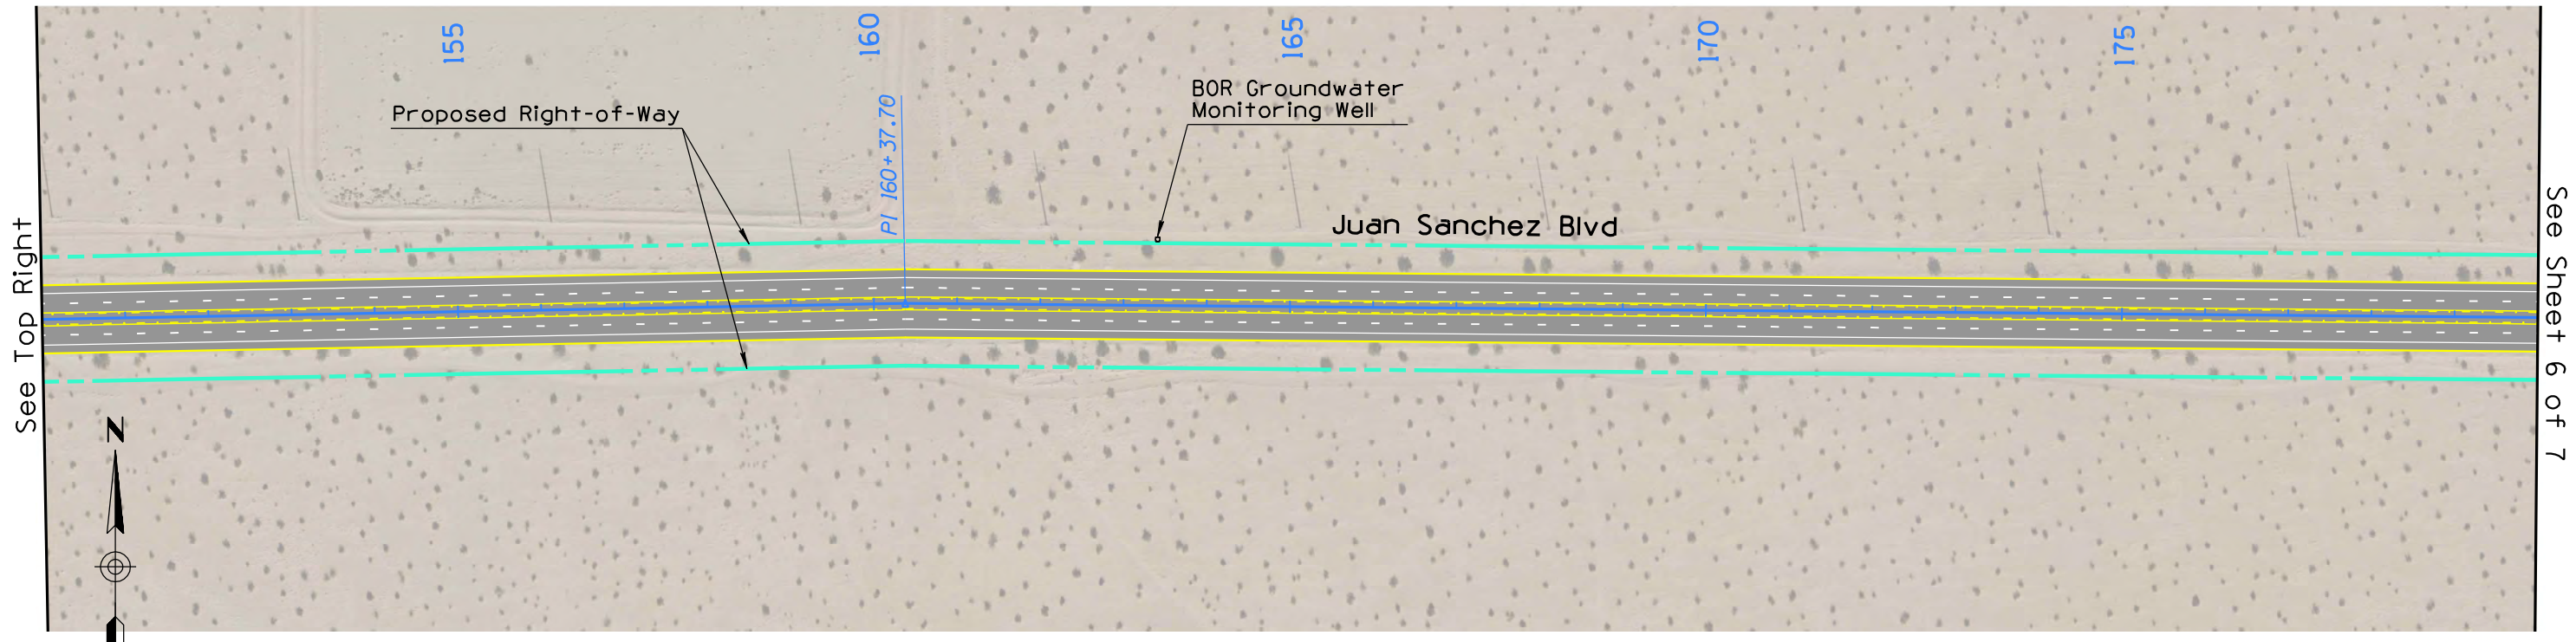 155
160
165
170
175
Proposed Right-of-Way
PI 160+37.70
BOR Groundwater
Monitoring Well
Juan Sanchez Blvd
See Top Right
See Sheet 6 of 7
N